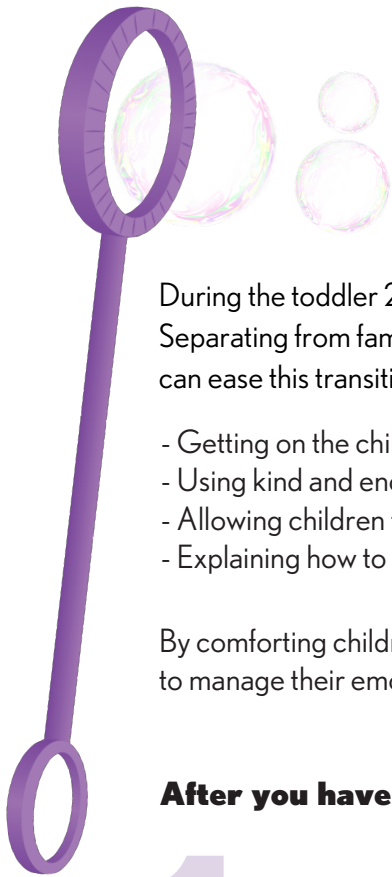 During the toddler 2
Separating from fam
can ease this transiti
- Getting on the chi
- Using kind and enc
- Allowing children
- Explaining how to
By comforting childr
to manage their emo
After you have